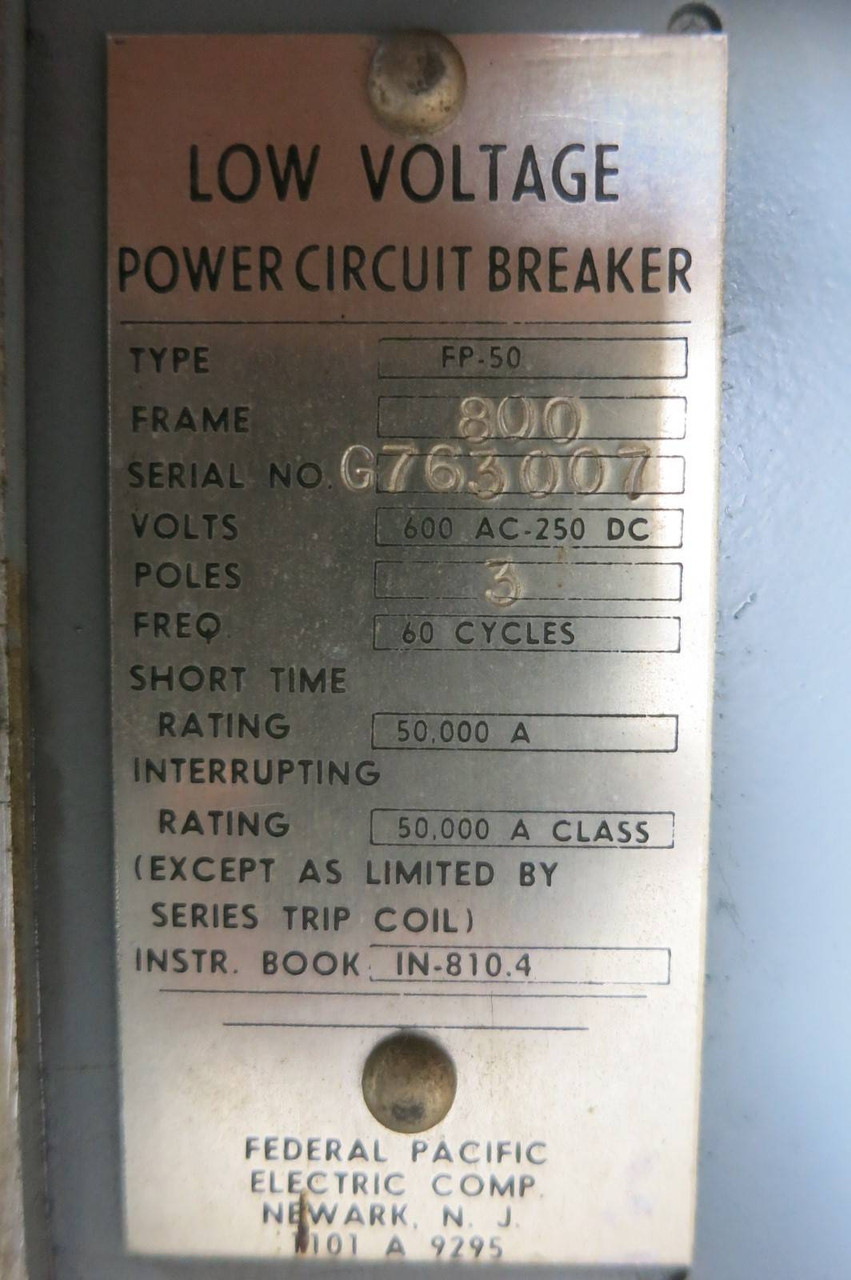 LOW VOLTAGE
POWER CIRCUIT BREAKER
TYPE FP-50
FRAME 800
SERIAL NO. G763007
VOLTS 600 AC-250 DC
POLES 3
FREQ. 60 CYCLES
SHORT TIME
RATING 50,000 A
INTERRUPTING
RATING 50,000 A CLASS
(EXCEPT AS LIMITED BY
SERIES TRIP COIL)
INSTR. BOOK IN-810.4
FEDERAL PACIFIC
ELECTRIC COMP.
NEWARK, N. J.
1101 A 9295